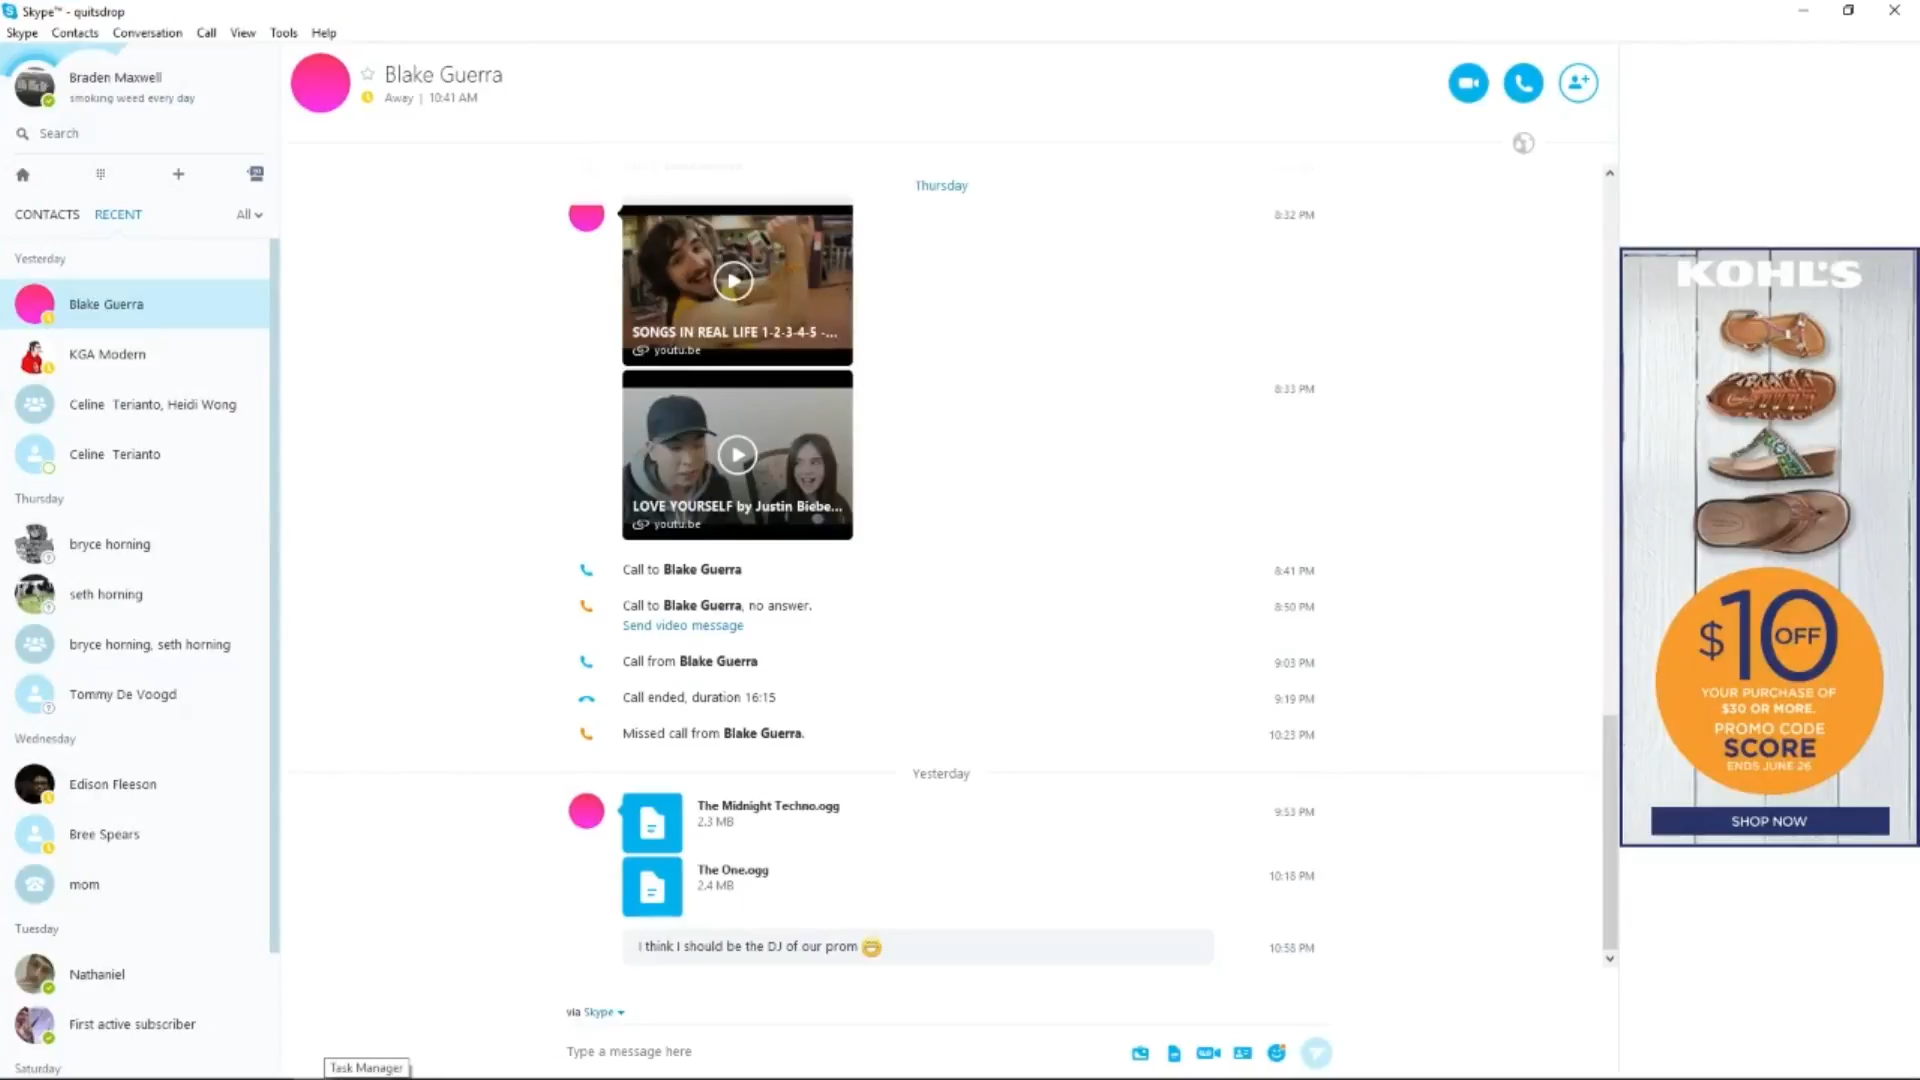 Skype™ - quitsdrop
Skype Contacts Conversation Call View Tools Help
Braden Maxwell
smoking weed every day
Search
CONTACTS RECENT All
Yesterday
Blake Guerra
KGA Modern
Celine Terianto, Heidi Wong
Celine Terianto
Thursday
bryce horning
seth horning
bryce horning, seth horning
Tommy De Voogd
Wednesday
Edison Fleeson
Bree Spears
mom
Tuesday
Nathaniel
First active subscriber
Saturday
Blake Guerra
Away | 10:41 AM
Thursday
8:32 PM
SONGS IN REAL LIFE 1-2-3-4-5 -...
youtu.be
8:33 PM
LOVE YOURSELF by Justin Biebe...
youtu.be
Call to Blake Guerra 8:41 PM
Call to Blake Guerra, no answer. 8:50 PM
Send video message
Call from Blake Guerra 9:03 PM
Call ended, duration 16:15 9:19 PM
Missed call from Blake Guerra. 10:23 PM
Yesterday
The Midnight Techno.ogg 9:53 PM
2.3 MB
The One.ogg 10:18 PM
2.4 MB
I think I should be the DJ of our prom 10:58 PM
via Skype
Type a message here
Task Manager
KOHL'S
$10 OFF
YOUR PURCHASE OF
$30 OR MORE.
PROMO CODE
SCORE
ENDS JUNE 26
SHOP NOW